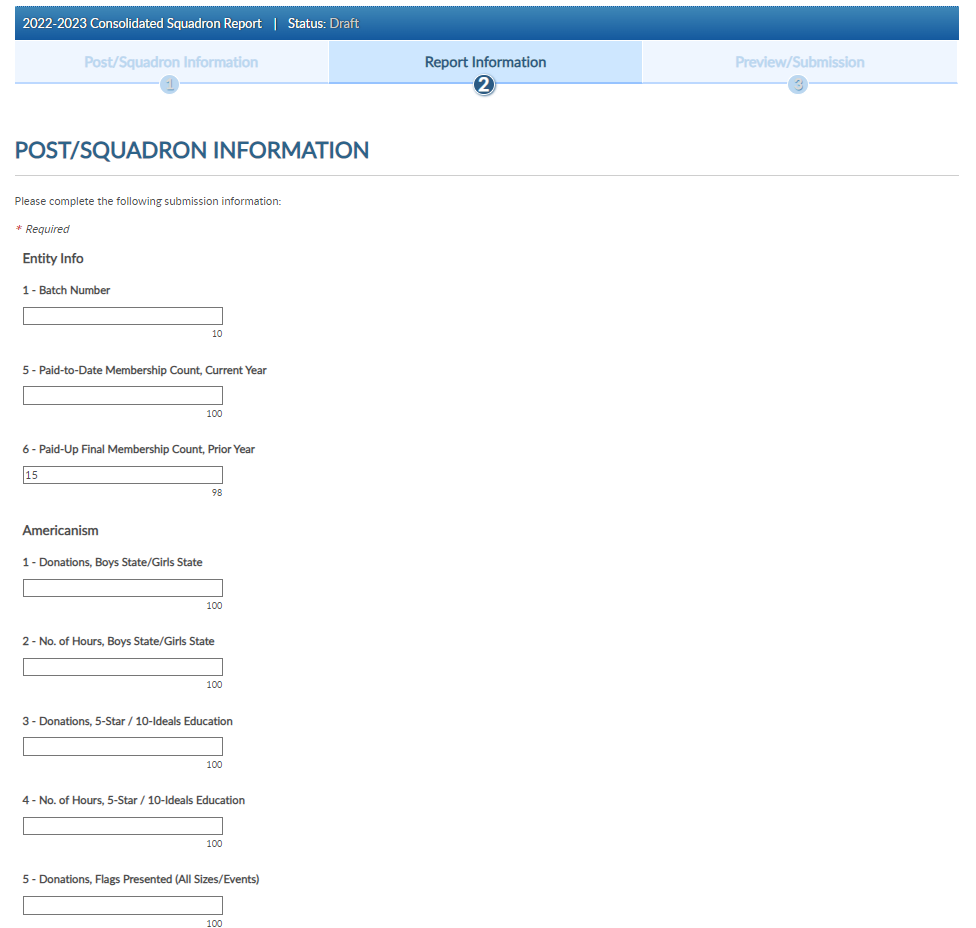 2022-2023 Consolidated Squadron Report | Status: Draft
Post/Squadron Information
Report Information
Preview/Submission
1
2
3
POST/SQUADRON INFORMATION
Please complete the following submission information:
* Required
Entity Info
1 - Batch Number
10
5 - Paid-to-Date Membership Count, Current Year
100
6 - Paid-Up Final Membership Count, Prior Year
15
98
Americanism
1 - Donations, Boys State/Girls State
100
2 - No. of Hours, Boys State/Girls State
100
3 - Donations, 5-Star / 10-Ideals Education
100
4 - No. of Hours, 5-Star / 10-Ideals Education
100
5 - Donations, Flags Presented (All Sizes/Events)
100